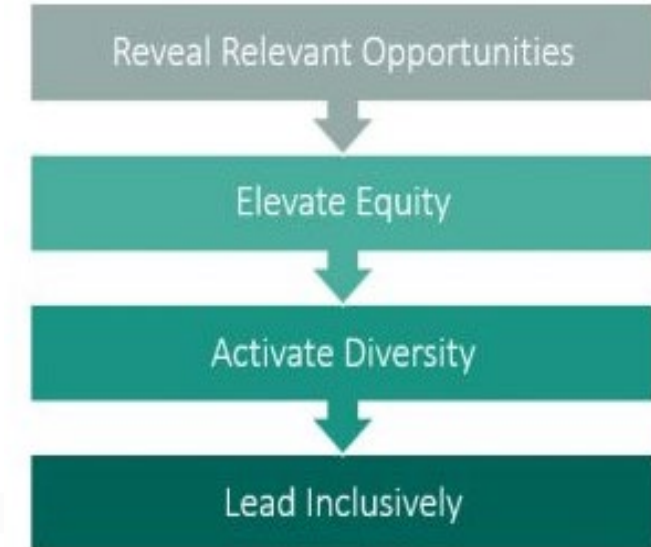 Reveal Relevant Opportunities
Elevate Equity
Activate Diversity
Lead Inclusively